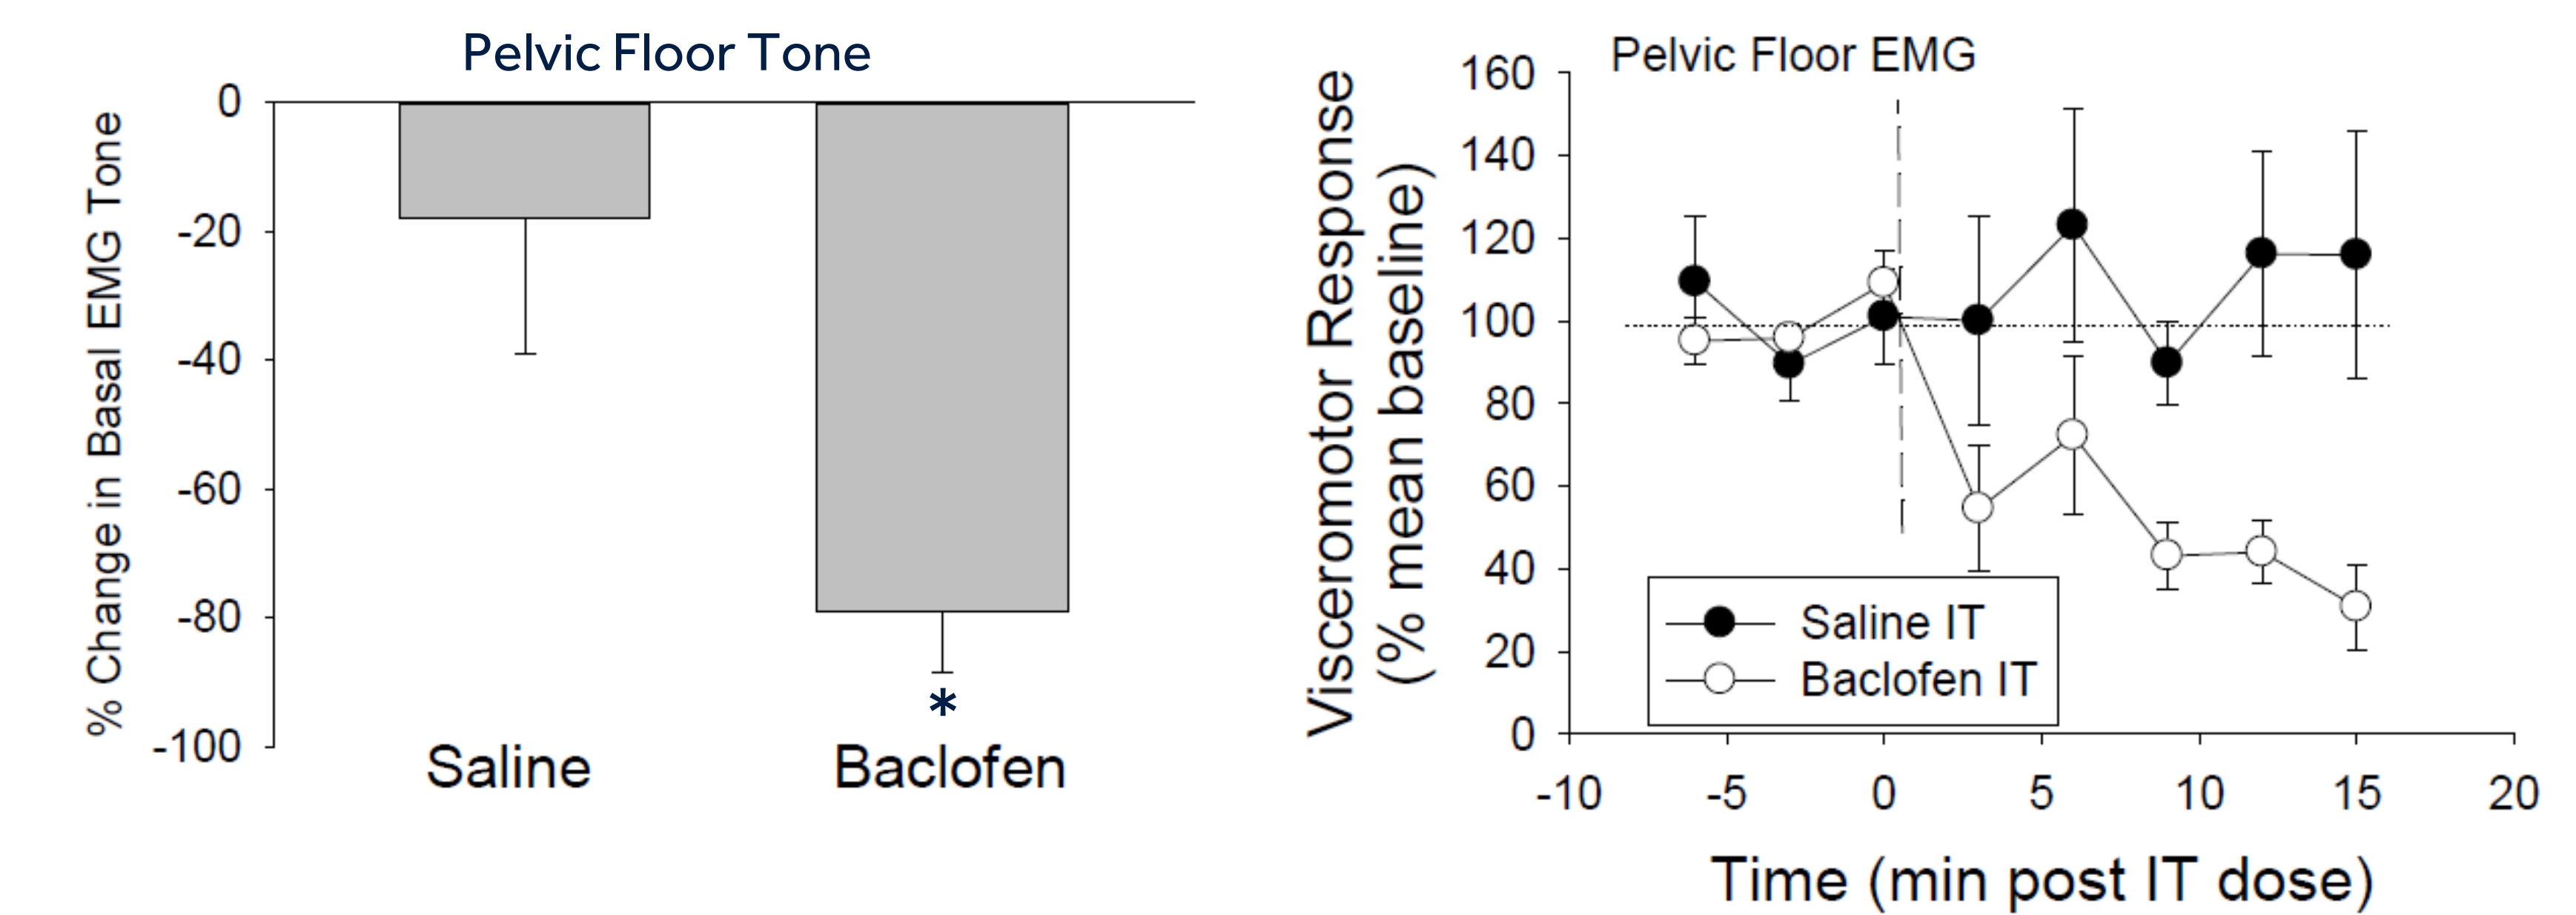 Pelvic Floor Tone
% Change in Basal EMG Tone
0
-20
-40
-60
-80
-100
*
Saline
Baclofen
Pelvic Floor EMG
Visceromotor Response
(% mean baseline)
160
140
120
100
80
60
40
20
0
Saline IT
Baclofen IT
-10
-5
0
5
10
15
20
Time (min post IT dose)